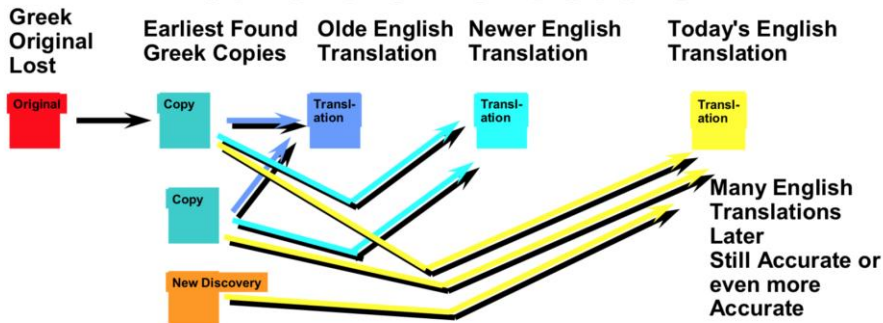 Greek
Original
Lost
Earliest Found
Greek Copies
Olde English
Translation
Newer English
Translation
Today's English
Translation
Original
Copy
Transl-
ation
Transl-
ation
Transl-
ation
Copy
New Discovery
Many English
Translations
Later
Still Accurate or
even more
Accurate